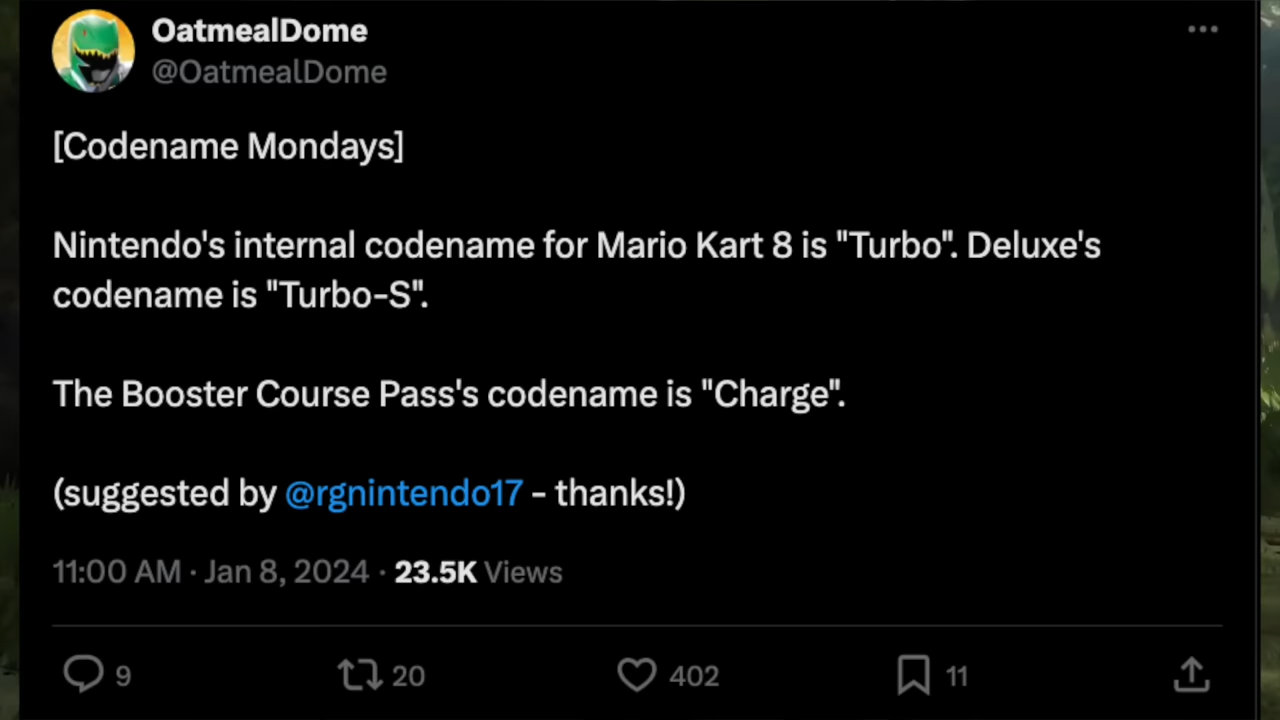 OatmealDome
@OatmealDome
[Codename Mondays]
Nintendo's internal codename for Mario Kart 8 is "Turbo". Deluxe's
codename is "Turbo-S".
The Booster Course Pass's codename is "Charge".
(suggested by @rgnintendo17 - thanks!)
11:00 AM · Jan 8, 2024 · 23.5K Views
9 20 402 11